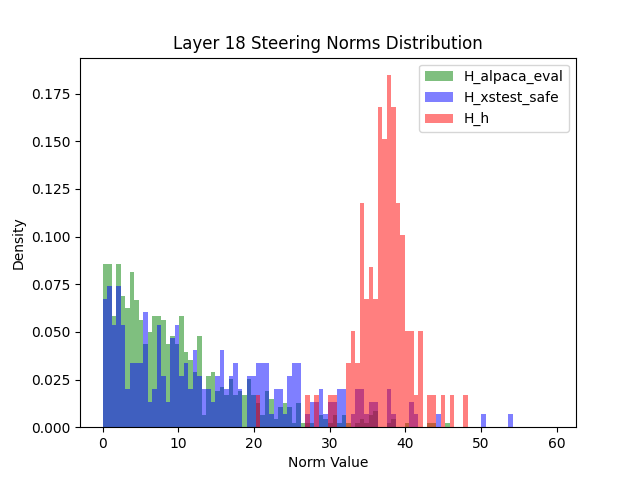 Layer 18 Steering Norms Distribution
H_alpaca_eval
H_xstest_safe
H_h
0.175
0.150
0.125
0.100
0.075
0.050
0.025
0.000
Density
0 10 20 30 40 50 60
Norm Value